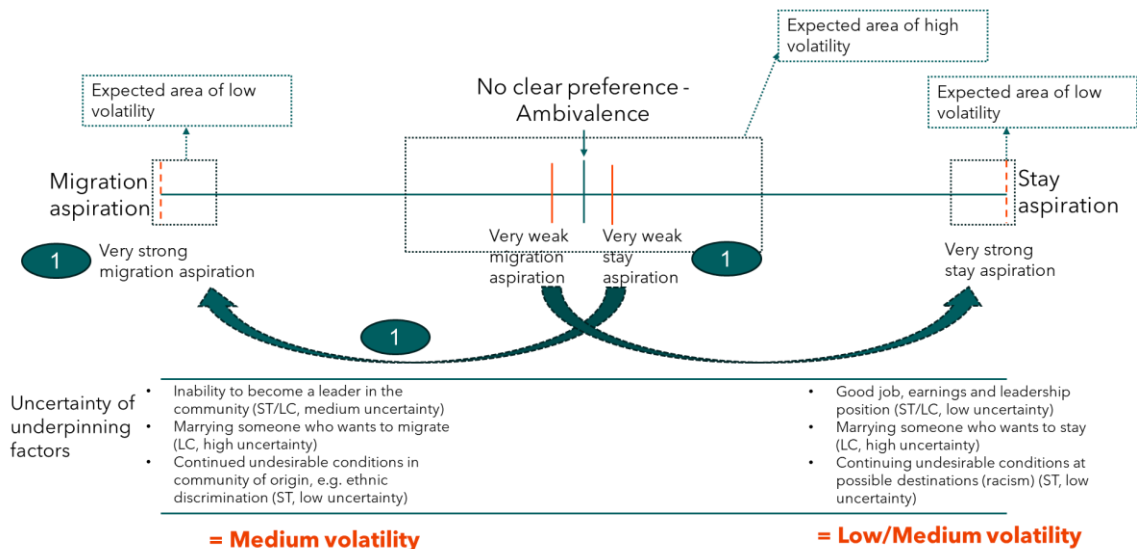 Expected area of high
volatility
Expected area of low
volatility
No clear preference -
Ambivalence
Expected area of low
volatility
Migration
aspiration
Stay
aspiration
1
Very strong
migration aspiration
Very weak
migration
aspiration
Very weak
stay
aspiration
1
Very strong
stay aspiration
1
Uncertainty of
underpinning
factors
• Inability to become a leader in the
community (ST/LC, medium uncertainty)
• Marrying someone who wants to migrate
(LC, high uncertainty)
• Continued undesirable conditions in
community of origin, e.g. ethnic
discrimination (ST, low uncertainty)
• Good job, earnings and leadership
position (ST/LC, low uncertainty)
• Marrying someone who wants to stay
(LC, high uncertainty)
• Continuing undesirable conditions at
possible destinations (racism) (ST, low
uncertainty)
= Medium volatility
= Low/Medium volatility